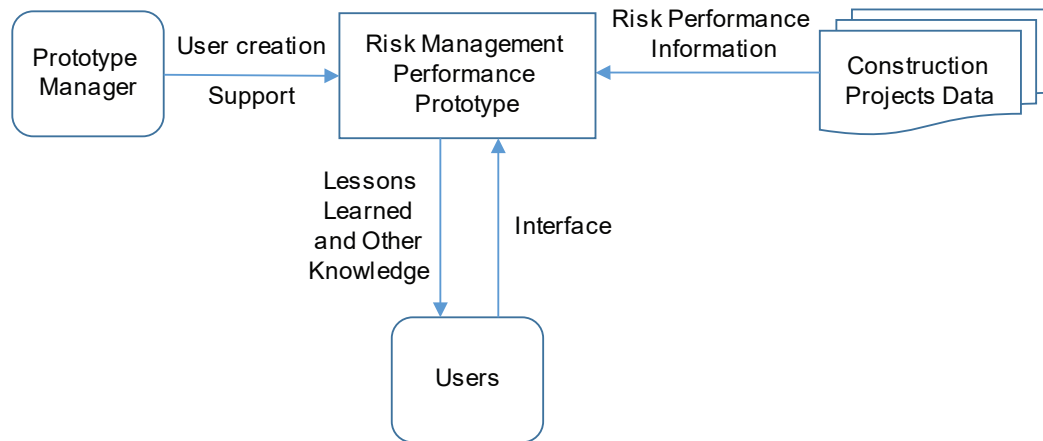 Prototype
Manager
User creation
Support
Risk Management
Performance
Prototype
Risk Performance
Information
Construction
Projects Data
Lessons
Learned
and Other
Knowledge
Interface
Users